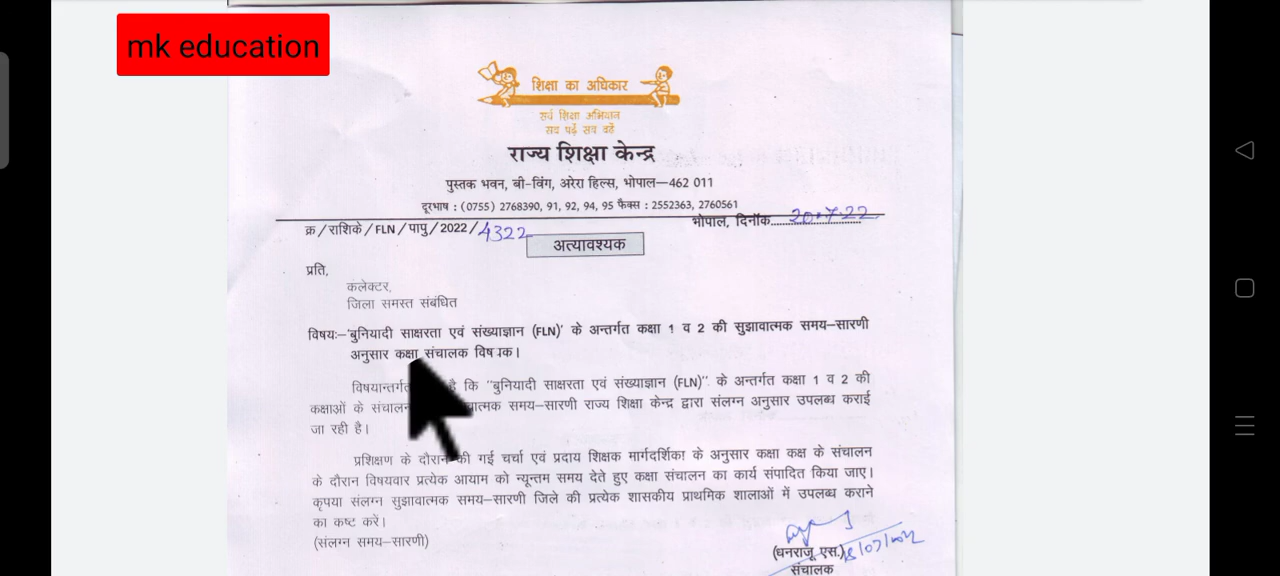 mk education
शिक्षा का अधिकार
सर्व शिक्षा अभियान
सब पढ़ें सब बढ़ें
राज्य शिक्षा केन्द्र
पुस्तक भवन, बी-विंग, अरेरा हिल्स, भोपाल—462 011
दूरभाष : (0755) 2768390, 91, 92, 94, 95 फैक्स : 2552363, 2760561
क्र / राशिके / FLN / पापु / 2022 / 4322
भोपाल, दिनॉक 20.7.22
अत्यावश्यक
प्रति,
कलेक्टर,
जिला समस्त संबंधित
विषयः—'बुनियादी साक्षरता एवं संख्याज्ञान (FLN)' के अन्तर्गत कक्षा 1 व 2 की सुझावात्मक समय—सारणी
अनुसार कक्षा संचालक
विषयान्तर्गत है कि "बुनियादी साक्षरता एवं संख्याज्ञान (FLN)" के अन्तर्गत कक्षा 1 व 2 की
कक्षाओं के समय—सारणी राज्य शिक्षा केन्द्र द्वारा संलग्न अनुसार उपलब्ध कराई
जा रही है।
प्रशिक्षण के दौरान की गई चर्चा एवं प्रदाय शिक्षक मार्गदर्शिका के अनुसार कक्षा कक्ष के संचालन
के दौरान विषयवार प्रत्येक आयाम को न्यून्तम समय देते हुए कक्षा संचालन का कार्य संपादित किया जाए।
कृपया संलग्न सुझावात्मक समय—सारणी जिले की प्रत्येक शासकीय प्राथमिक शालाओं में उपलब्ध कराने
का कष्ट करें।
(संलग्न समय—सारणी)
(धनराजू एस.)
संचालक